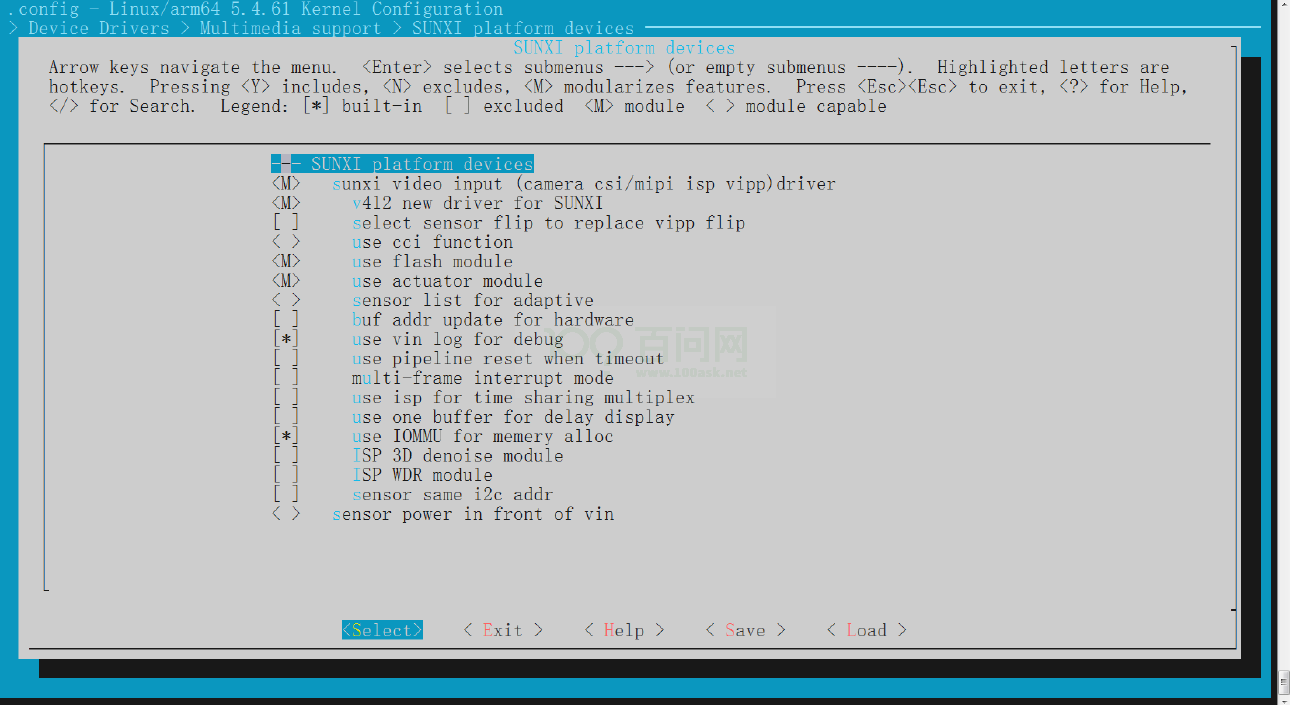 .config - Linux/arm64 5.4.61 Kernel Configuration
> Device Drivers > Multimedia support > SUNXI platform devices
SUNXI platform devices
Arrow keys navigate the menu.  <Enter> selects submenus ---> (or empty submenus ----).  Highlighted letters are
hotkeys.  Pressing <Y> includes, <N> excludes, <M> modularizes features.  Press <Esc><Esc> to exit, <?> for Help,
</> for Search.  Legend: [*] built-in  [ ] excluded  <M> module  < > module capable
--- SUNXI platform devices
<M>   sunxi video input (camera csi/mipi isp vipp)driver
<M>     v4l2 new driver for SUNXI
[ ]     select sensor flip to replace vipp flip
< >     use cci function
<M>     use flash module
<M>     use actuator module
< >     sensor list for adaptive
[ ]     buf addr update for hardware
[*]     use vin log for debug
[ ]     use pipeline reset when timeout
[ ]     multi-frame interrupt mode
[ ]     use isp for time sharing multiplex
[ ]     use one buffer for delay display
[*]     use IOMMU for memery alloc
[ ]     ISP 3D denoise module
[ ]     ISP WDR module
[ ]     sensor same i2c addr
< >   sensor power in front of vin
100 百问网
www.100ask.net
<Select>    < Exit >    < Help >    < Save >    < Load >